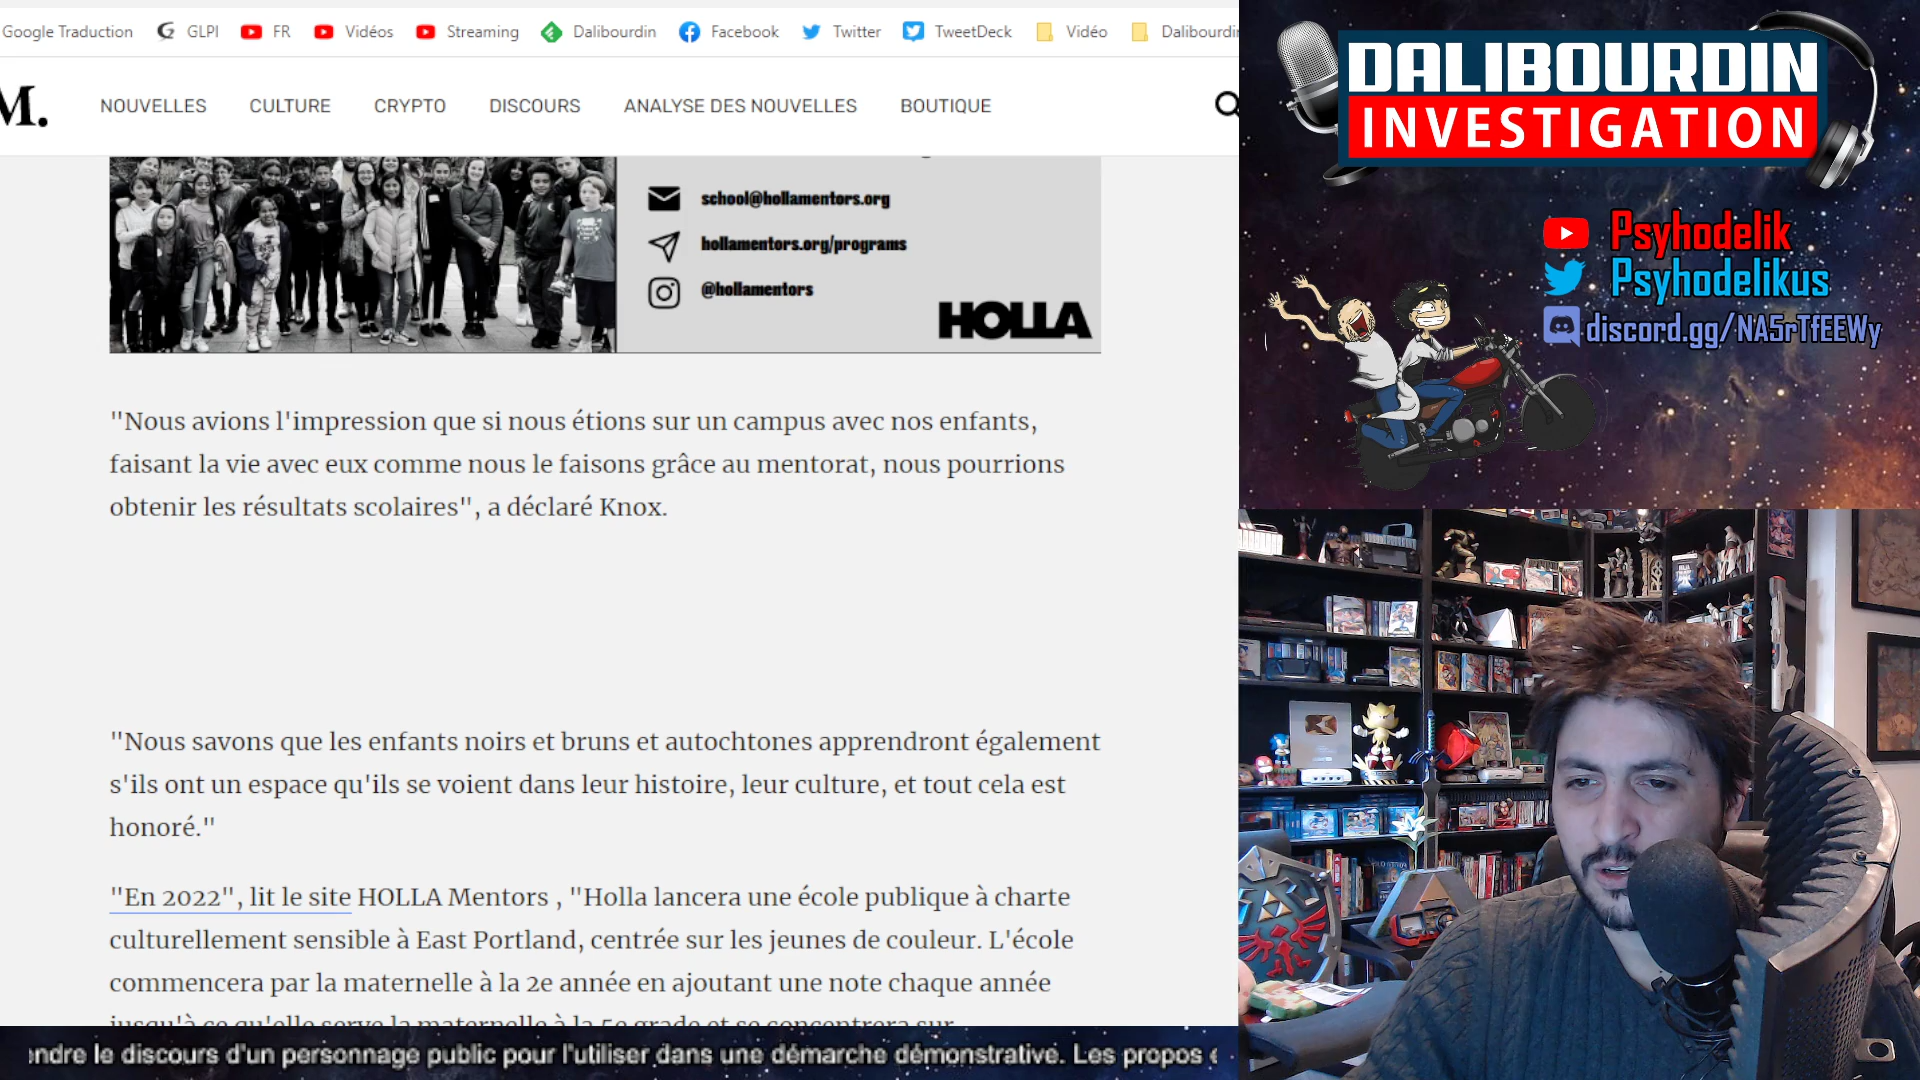 Google Traduction GLPI FR Vidéos Streaming Dalibourdin Facebook Twitter TweetDeck Vidéo Dalibourdin
M. NOUVELLES CULTURE CRYPTO DISCOURS ANALYSE DES NOUVELLES BOUTIQUE
school@hollamentors.org
hollamentors.org/programs
@hollamentors
HOLLA
"Nous avions l'impression que si nous étions sur un campus avec nos enfants,
faisant la vie avec eux comme nous le faisons grâce au mentorat, nous pourrions
obtenir les résultats scolaires", a déclaré Knox.
"Nous savons que les enfants noirs et bruns et autochtones apprendront également
s'ils ont un espace qu'ils se voient dans leur histoire, leur culture, et tout cela est
honoré."
"En 2022", lit le site HOLLA Mentors , "Holla lancera une école publique à charte
culturellement sensible à East Portland, centrée sur les jeunes de couleur. L'école
commencera par la maternelle à la 2e année en ajoutant une note chaque année
jusqu'à ce qu'elle serve la maternelle à la 5e grade et se concentrera sur
endre le discours d'un personnage public pour l'utiliser dans une démarche démonstrative. Les propos
DALIBOURDIN
INVESTIGATION
Psyhodelik
Psyhodelikus
discord.gg/NA5rTfEEWy